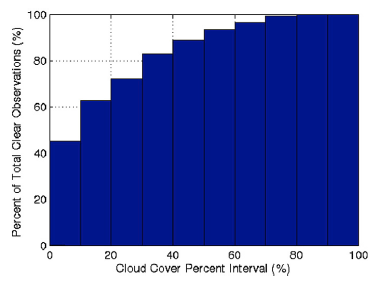 Percent of Total Clear Observations (%)
100
80
60
40
20
0
0 20 40 60 80 100
Cloud Cover Percent Interval (%)